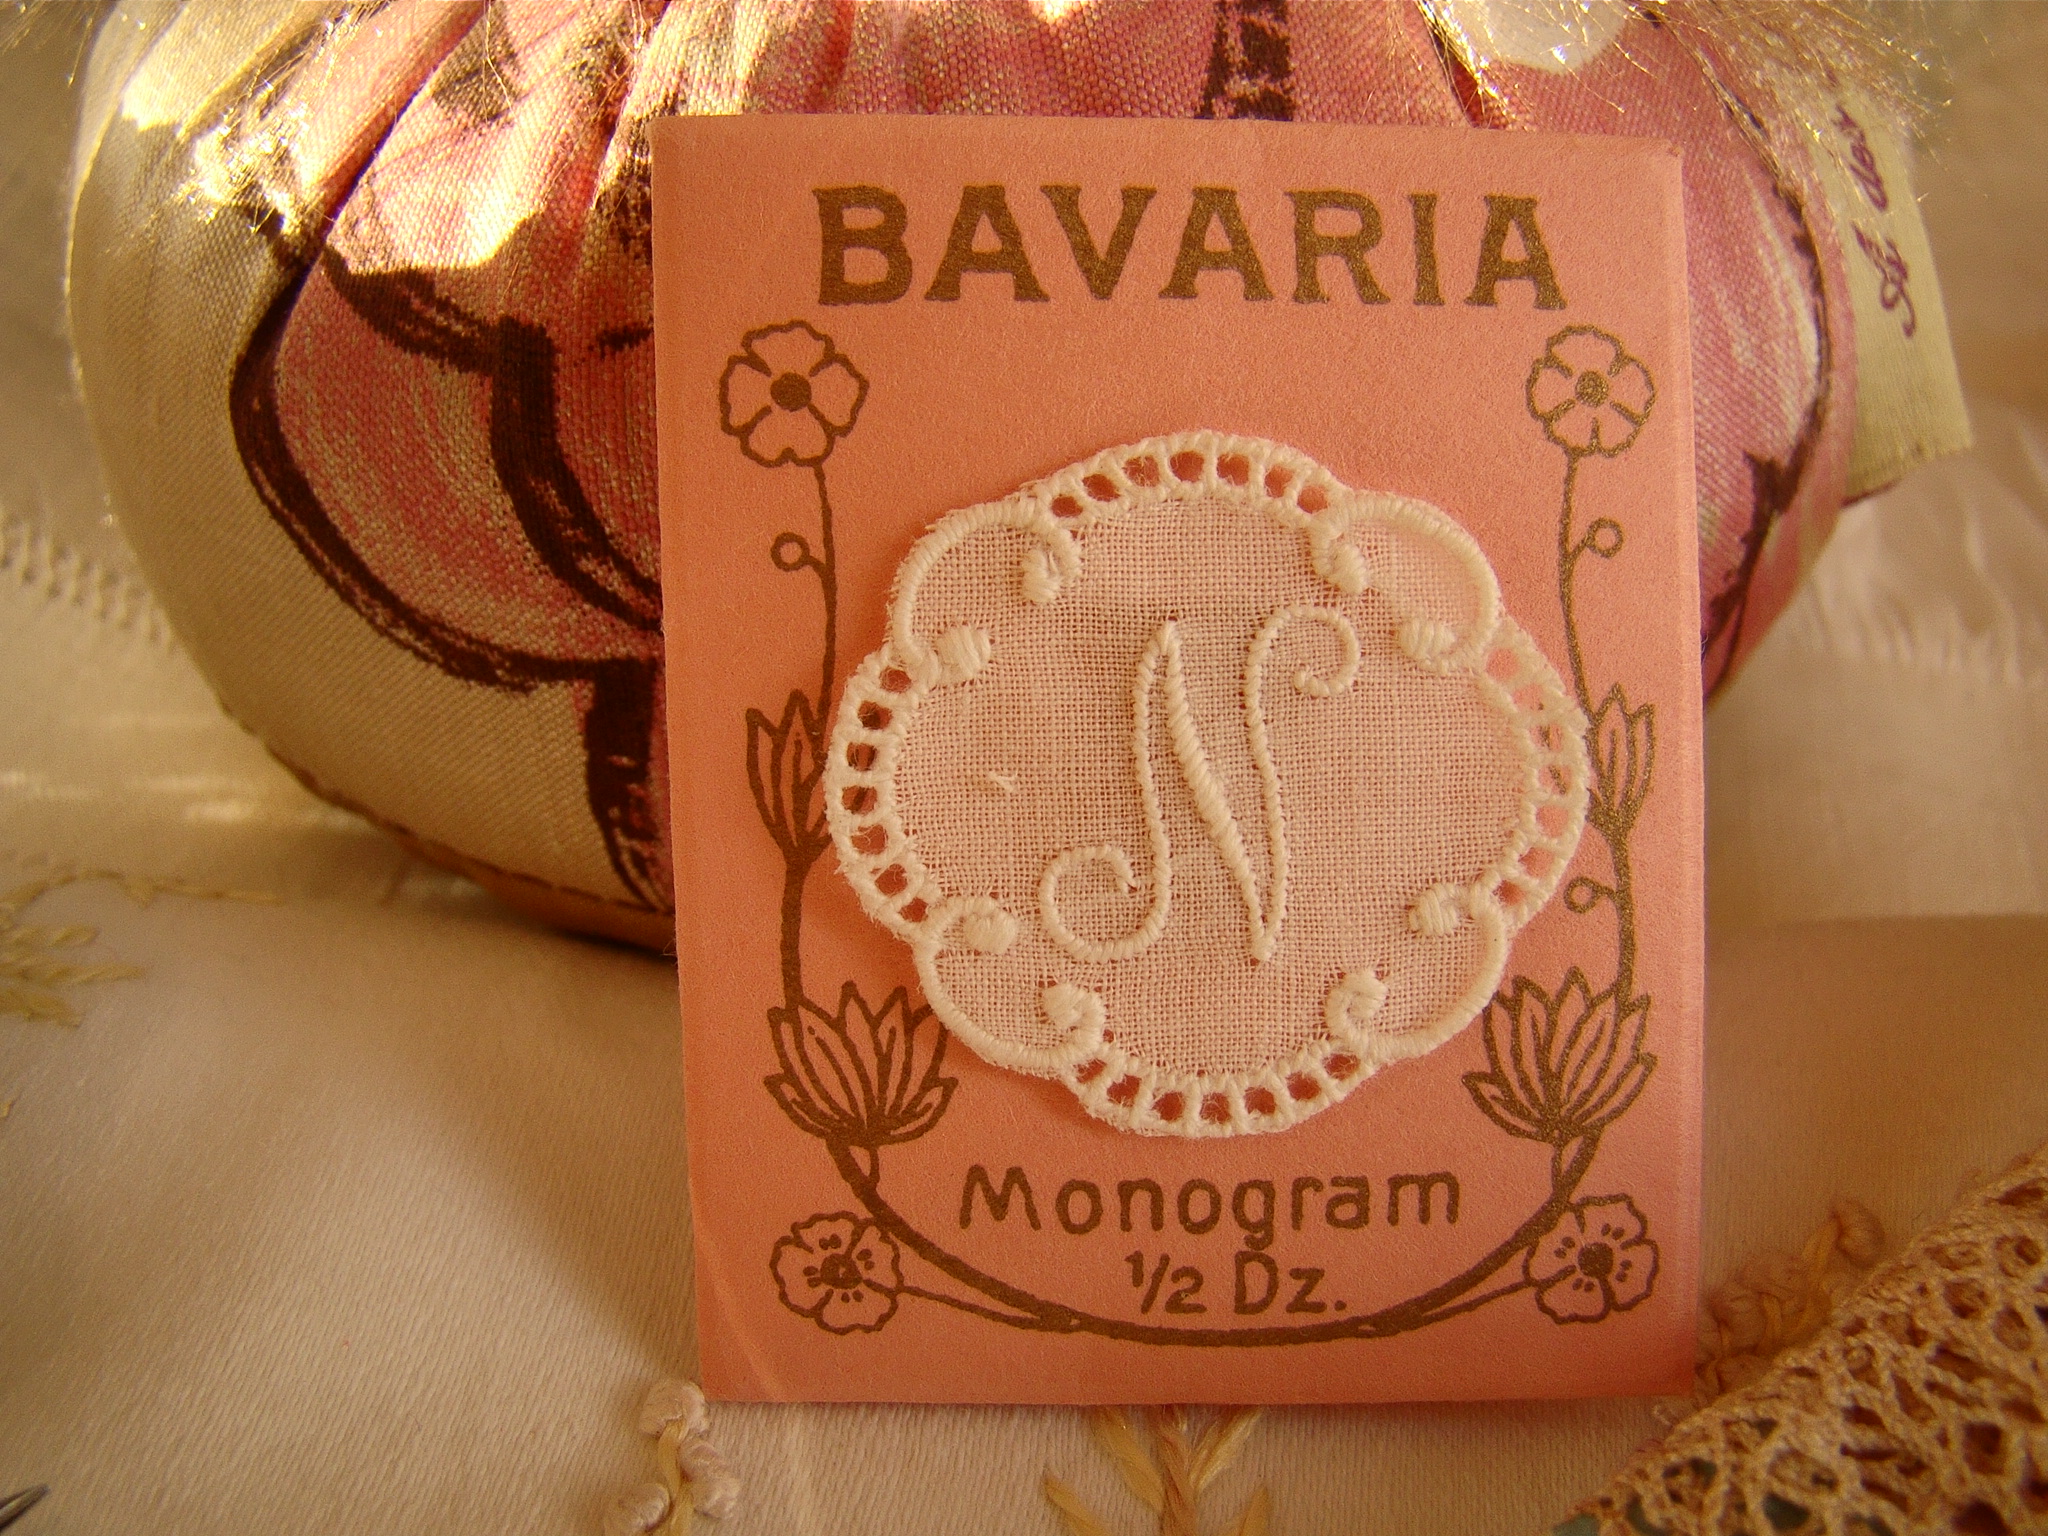 BAVARIA
N
Monogram
1/2 Dz.